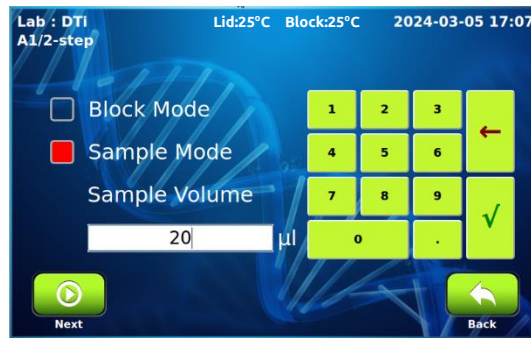 Lab : DTi Lid:25°C Block:25°C 2024-03-05 17:07
A1/2-step
Block Mode
Sample Mode
Sample Volume
20 µl
1 2 3 ←
4 5 6
7 8 9 √
0 .
Next Back